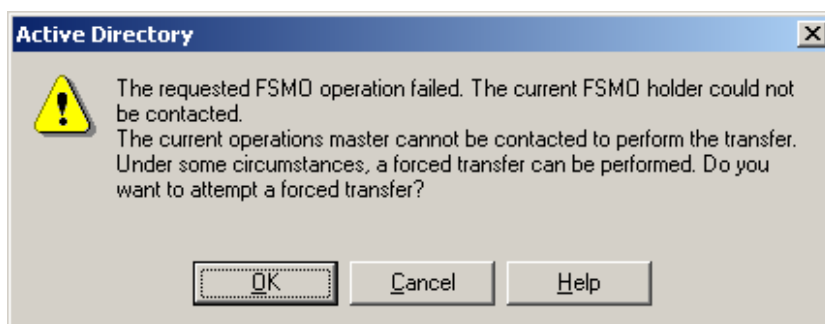 Active Directory
The requested FSMO operation failed. The current FSMO holder could not
be contacted.
The current operations master cannot be contacted to perform the transfer.
Under some circumstances, a forced transfer can be performed. Do you
want to attempt a forced transfer?
OK Cancel Help